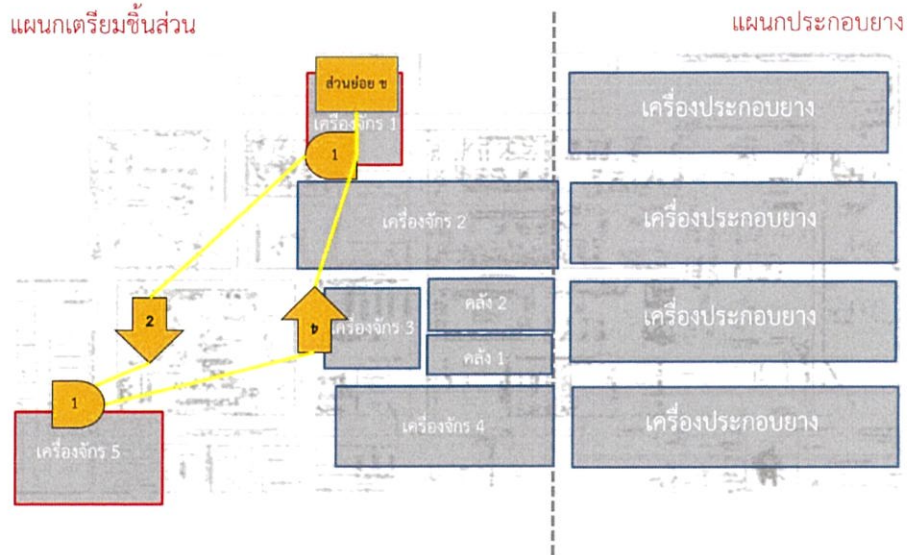 แผนกเตรียมชิ้นส่วน
แผนกประกอบยาง
ส่วนย่อย ข
เครื่องจักร 1
1
เครื่องประกอบยาง
เครื่องจักร 2
เครื่องประกอบยาง
2
เครื่องจักร 3
คลัง 2
คลัง 1
เครื่องประกอบยาง
1
เครื่องจักร 5
เครื่องจักร 4
เครื่องประกอบยาง